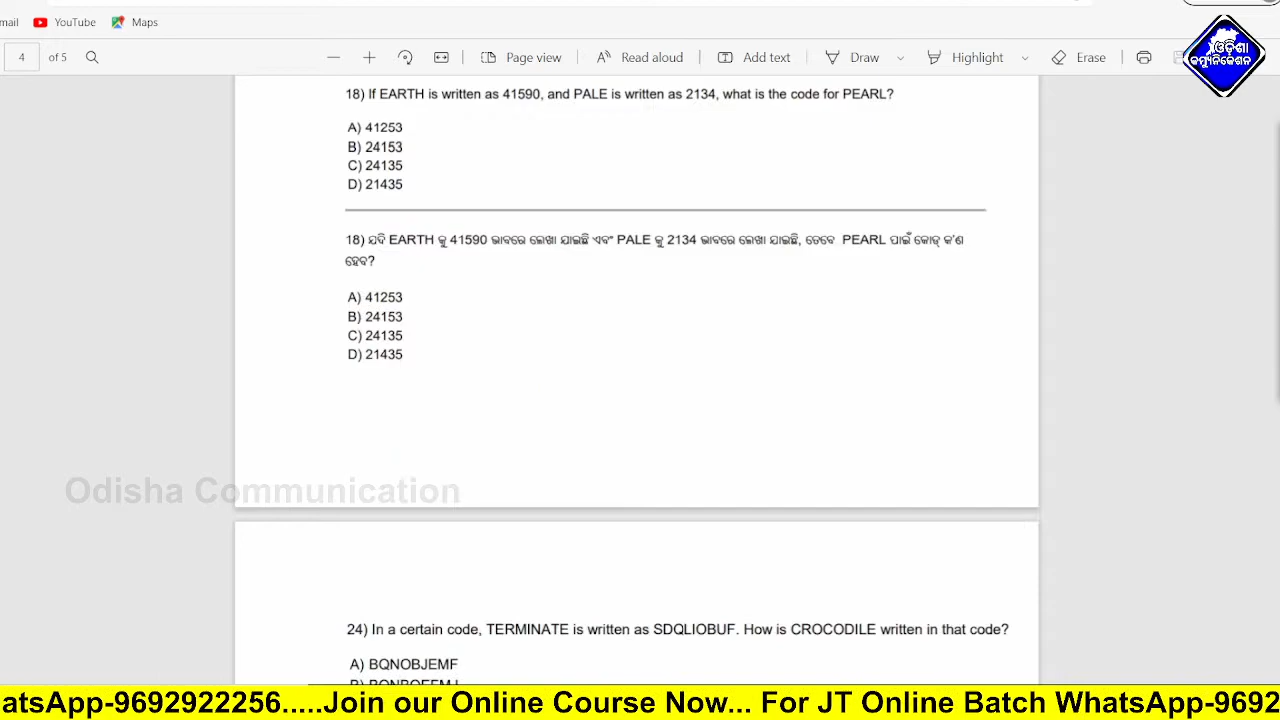 mail YouTube Maps
4 of 5 Page view Read aloud Add text Draw Highlight Erase
ଓଡ଼ିଶା
କମ୍ୟୁନିକେଶନ
18) If EARTH is written as 41590, and PALE is written as 2134, what is the code for PEARL?
A) 41253
B) 24153
C) 24135
D) 21435
18) ଯଦି EARTH କୁ 41590 ଭାବରେ ଲେଖା ଯାଇଛି ଏବଂ PALE କୁ 2134 ଭାବରେ ଲେଖା ଯାଇଛି, ତେବେ PEARL ପାଇଁ କୋଡ୍ କ'ଣ
ହେବ?
A) 41253
B) 24153
C) 24135
D) 21435
Odisha Communication
24) In a certain code, TERMINATE is written as SDQLIOBUF. How is CROCODILE written in that code?
A) BQNOBJEMF
atsApp-9692922256.....Join our Online Course Now... For JT Online Batch WhatsApp-9692